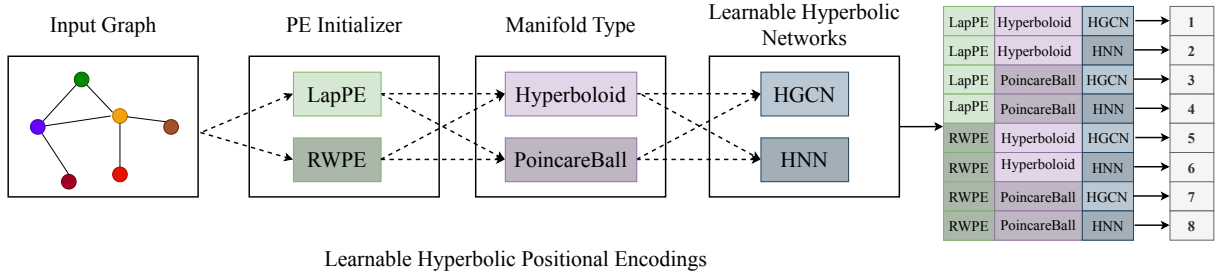 Input Graph
PE Initializer
Manifold Type
Learnable Hyperbolic
Networks
LapPE
RWPE
Hyperboloid
PoincareBall
HGCN
HNN
LapPE Hyperboloid HGCN 1
LapPE Hyperboloid HNN 2
LapPE PoincareBall HGCN 3
LapPE PoincareBall HNN 4
RWPE Hyperboloid HGCN 5
RWPE Hyperboloid HNN 6
RWPE PoincareBall HGCN 7
RWPE PoincareBall HNN 8
Learnable Hyperbolic Positional Encodings